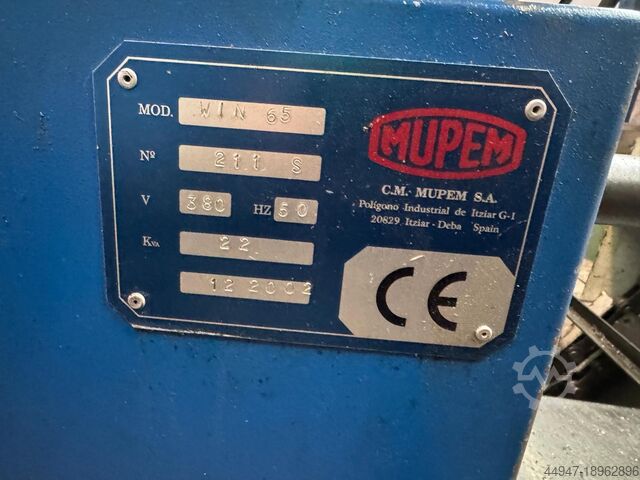 MOD. WIN 65
Nº 211 S
V 380 HZ 50
KVA 22
12 2002
MUPEM
C.M. MUPEM S.A.
Polígono Industrial de Itziar G-1
20829 Itziar - Deba Spain
CE
44947-18962896